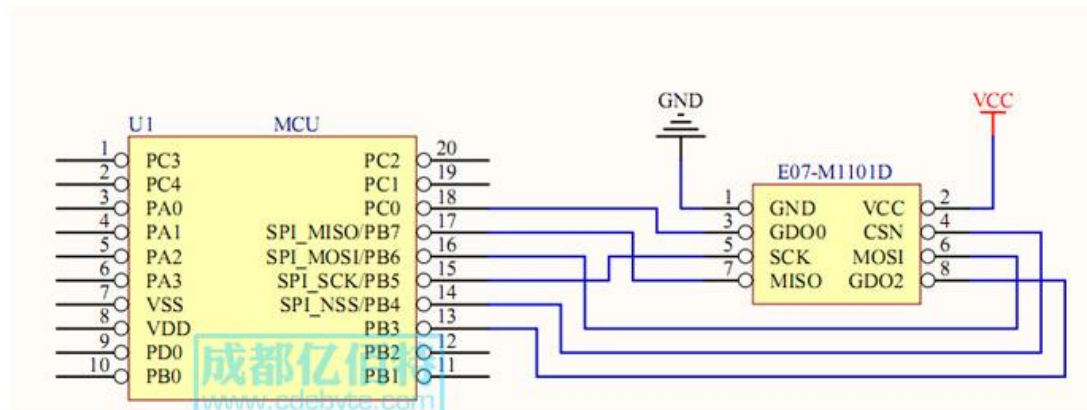 GND
VCC
U1 MCU
E07-M1101D
1 PC3 PC2 20
2 PC4 PC1 19
3 PA0 PC0 18
4 PA1 SPI_MISO/PB7 17
5 PA2 SPI_MOSI/PB6 16
6 PA3 SPI_SCK/PB5 15
7 VSS SPI_NSS/PB4 14
8 VDD PB3 13
9 PD0 PB2 12
10 PB0 PB1 11
1 GND VCC 2
3 GDO0 CSN 4
5 SCK MOSI 6
7 MISO GDO2 8
成都亿佰特
www.cdebyte.com